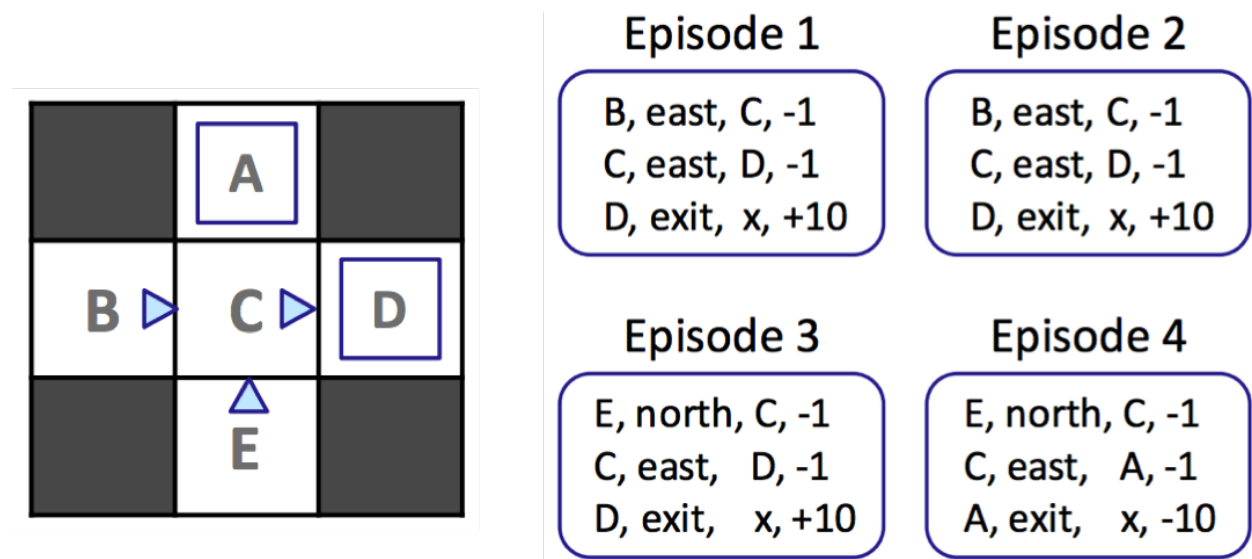 A
B
C
D
E
Episode 1
B, east, C, -1
C, east, D, -1
D, exit, x, +10
Episode 2
B, east, C, -1
C, east, D, -1
D, exit, x, +10
Episode 3
E, north, C, -1
C, east, D, -1
D, exit, x, +10
Episode 4
E, north, C, -1
C, east, A, -1
A, exit, x, -10